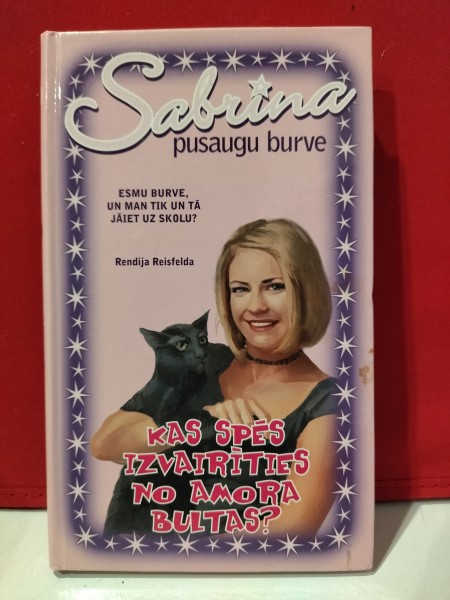 Sabrina
pusaugu burve
ESMU BURVE,
UN MAN TIK UN TĀ
JĀIET UZ SKOLU?
Rendija Reisfelda
KAS SPĒS
IZVAIRĪTIES
NO AMORA
BULTAS?